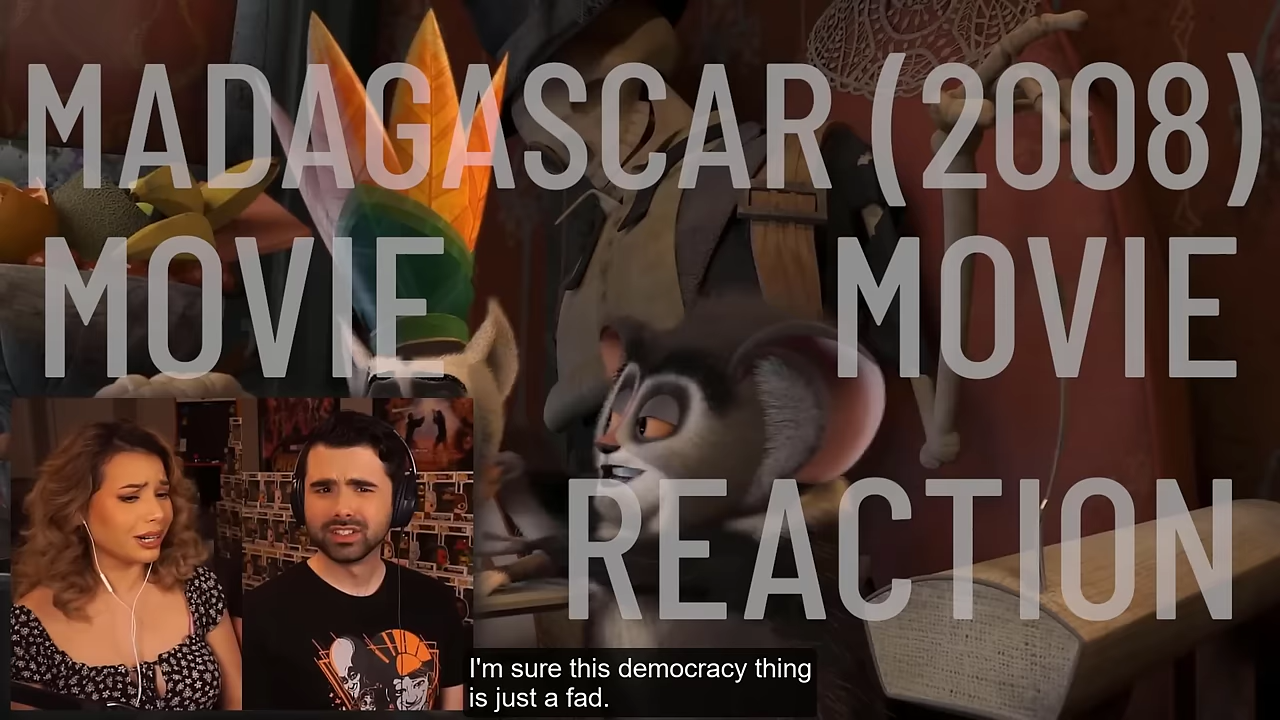 MADAGASCAR (2008)
MOVIE MOVIE
REACTION
I'm sure this democracy thing
is just a fad.